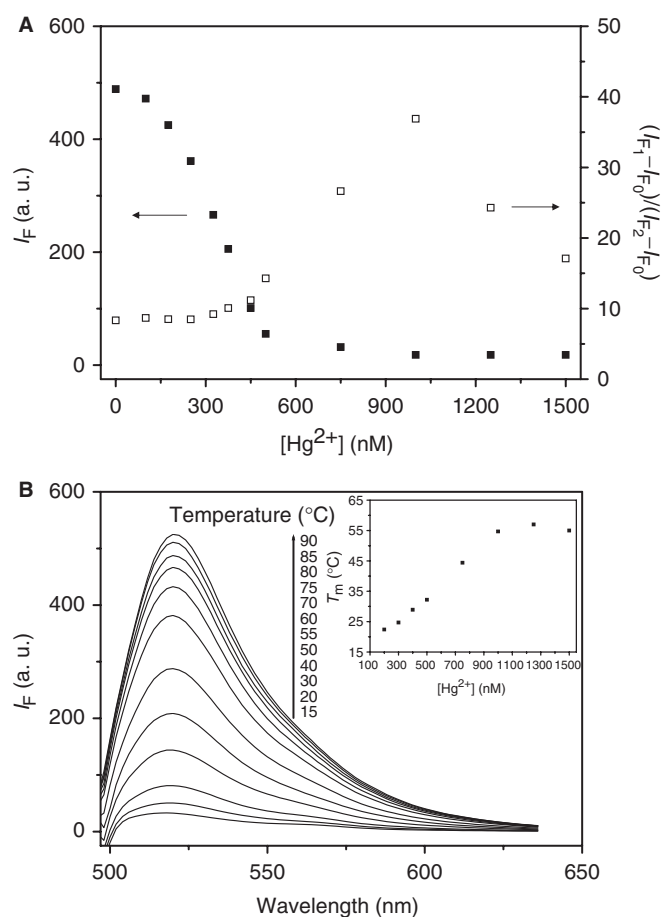 A
600
400
200
0
I_F (a. u.)
50
40
30
20
10
0
(I_F1–I_F0)/(I_F2–I_F0)
0 300 600 900 1200 1500
[Hg2+] (nM)
B
600
400
200
0
I_F (a. u.)
Temperature (°C)
90
85
80
75
70
60
55
50
40
30
20
15
65
55
45
35
25
15
T_m (°C)
100 300 500 700 900 1100 1300 1500
[Hg2+] (nM)
500 550 600 650
Wavelength (nm)